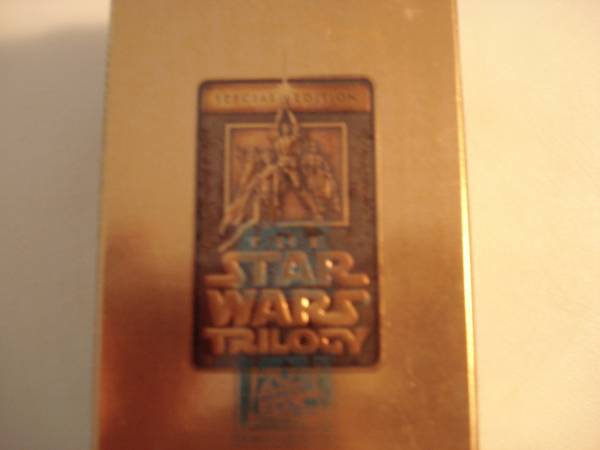 SPECIAL EDITION
THE
STAR
WARS
TRILOGY